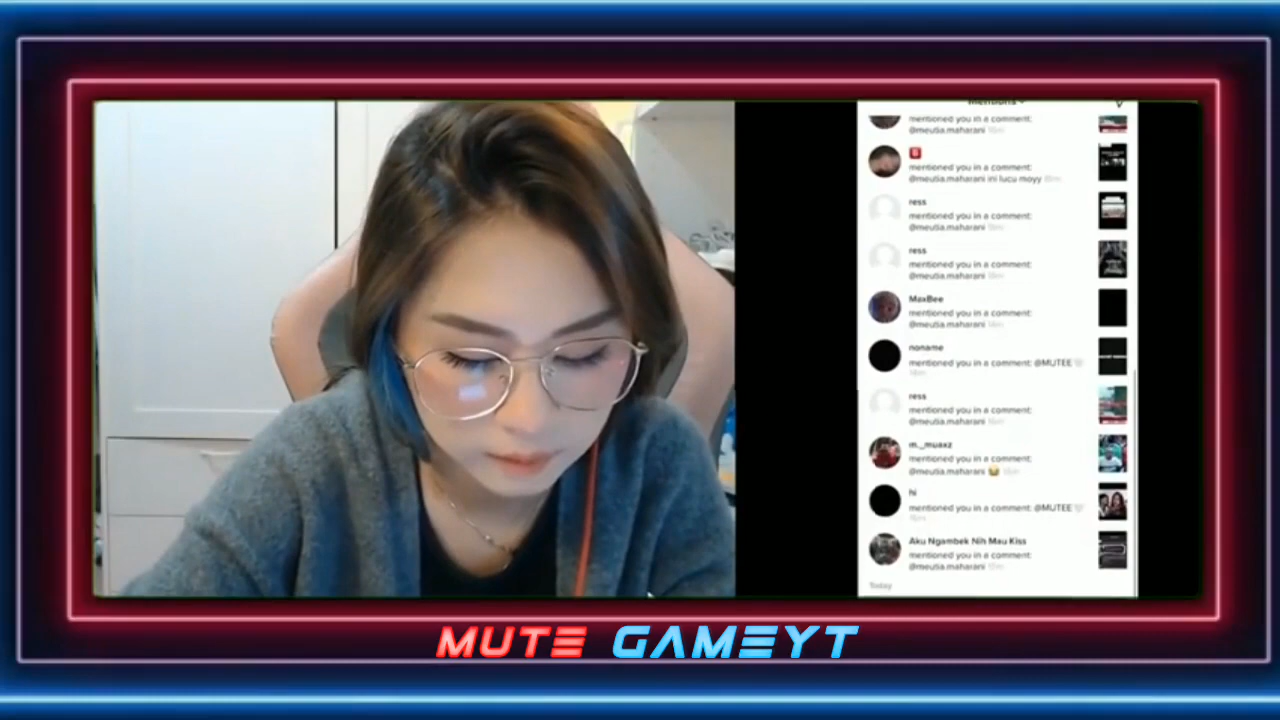 mentions
mentioned you in a comment:
@meutia.maharani
B
mentioned you in a comment:
@meutia.maharani ini lucu moyy
ress
mentioned you in a comment:
@meutia.maharani
ress
mentioned you in a comment:
@meutia.maharani
MaxBee
mentioned you in a comment:
@meutia.maharani
noname
mentioned you in a comment: @MUTEE
ress
mentioned you in a comment:
@meutia.maharani
m._muaxz
mentioned you in a comment:
@meutia.maharani 😭
hi
mentioned you in a comment: @MUTEE
Aku Ngambek Nih Mau Kiss
mentioned you in a comment:
@meutia.maharani
Today
MUTE GAMEYT